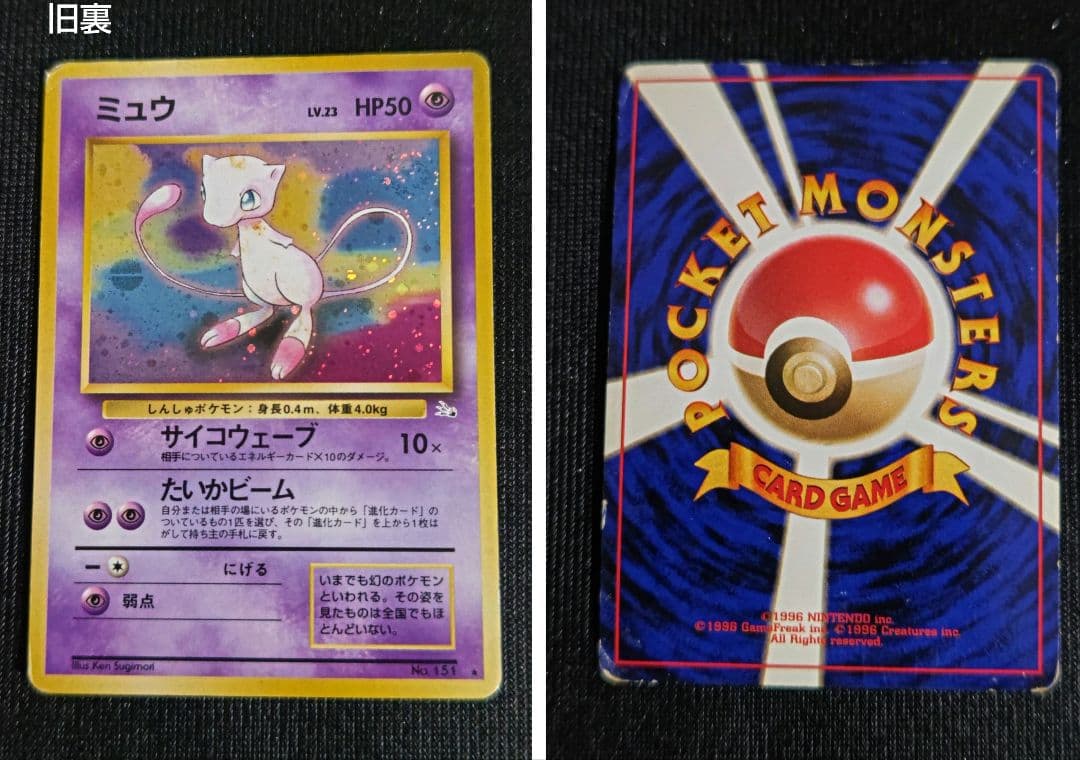 旧裏
ミュウ
LV.23 HP50
しんしゅポケモン：身長0.4m、体重4.0kg
サイコウェーブ 10×
相手についているエネルギーカード×10のダメージ。
たいかビーム
自分または相手の場にいるポケモンの中から「進化カード」の
ついているもの1匹を選び、その「進化カード」を上から1枚は
がして持ち主の手札に戻す。
ー にげる
弱点
いまでも幻のポケモン
といわれる。その姿を
見たものは全国でもほ
とんどいない。
Illus Ken Sugimori
No.151
POCKET MONSTERS
CARD GAME
©1996 NINTENDO inc.
©1996 GameFreak inc. ©1996 Creatures inc.
All Rights reserved.